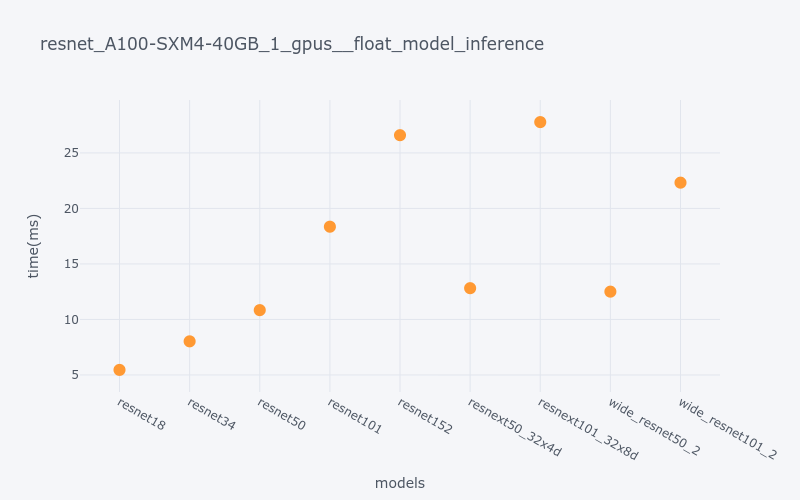 resnet_A100-SXM4-40GB_1_gpus__float_model_inference
time(ms)
25
20
15
10
5
resnet18
resnet34
resnet50
resnet101
resnet152
resnext50_32x4d
resnext101_32x8d
wide_resnet50_2
wide_resnet101_2
models